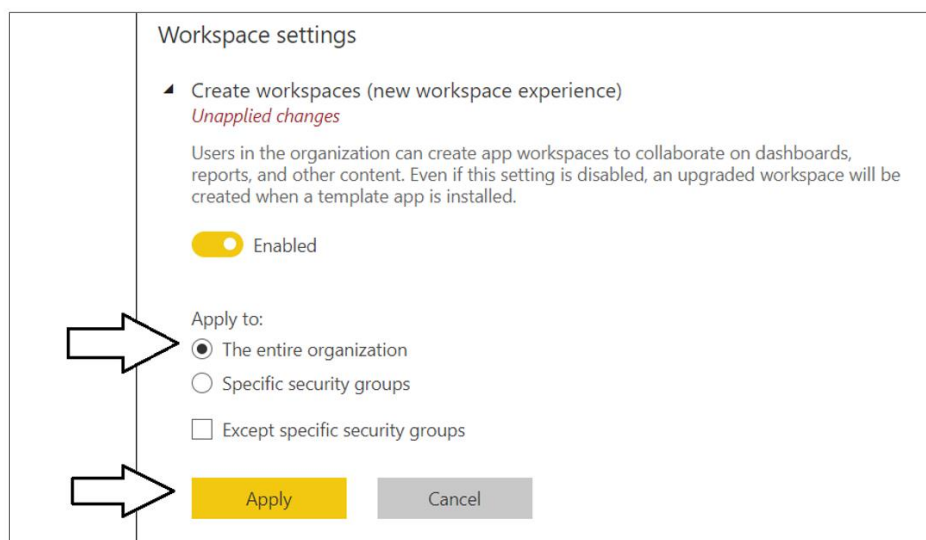 Workspace settings
Create workspaces (new workspace experience)
Unapplied changes
Users in the organization can create app workspaces to collaborate on dashboards,
reports, and other content. Even if this setting is disabled, an upgraded workspace will be
created when a template app is installed.
Enabled
Apply to:
The entire organization
Specific security groups
Except specific security groups
Apply Cancel